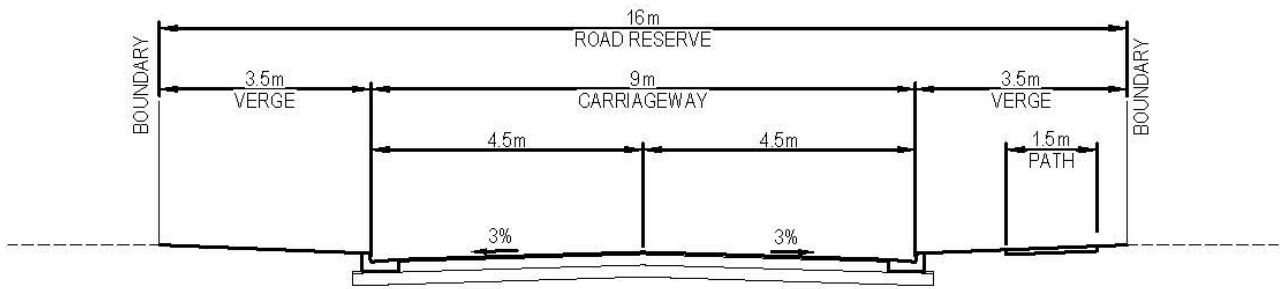 16m
ROAD RESERVE
BOUNDARY
3.5m
VERGE
9m
CARRIAGEWAY
3.5m
VERGE
BOUNDARY
4.5m
4.5m
1.5m
PATH
3%
3%